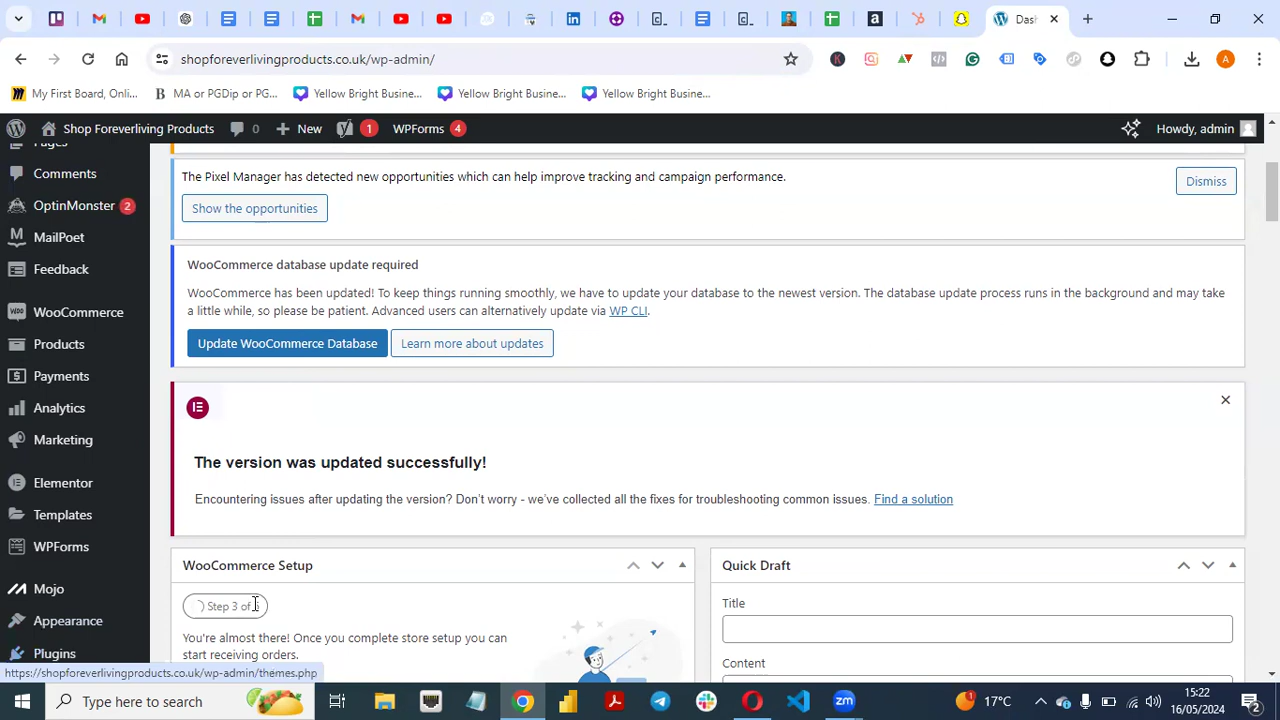 Dash
shopforeverlivingproducts.co.uk/wp-admin/
My First Board, Onli...
MA or PGDip or PG...
Yellow Bright Busine...
Yellow Bright Busine...
Yellow Bright Busine...
Shop Foreverliving Products
0
New
1
WPForms 4
Howdy, admin
Pages
Comments
OptinMonster 2
MailPoet
Feedback
WooCommerce
Products
Payments
Analytics
Marketing
Elementor
Templates
WPForms
Mojo
Appearance
Plugins
The Pixel Manager has detected new opportunities which can help improve tracking and campaign performance.
Dismiss
Show the opportunities
WooCommerce database update required
WooCommerce has been updated! To keep things running smoothly, we have to update your database to the newest version. The database update process runs in the background and may take
a little while, so please be patient. Advanced users can alternatively update via WP CLI.
Update WooCommerce Database
Learn more about updates
The version was updated successfully!
Encountering issues after updating the version? Don't worry - we've collected all the fixes for troubleshooting common issues. Find a solution
WooCommerce Setup
Step 3 of
You're almost there! Once you complete store setup you can
start receiving orders.
Quick Draft
Title
Content
https://shopforeverlivingproducts.co.uk/wp-admin/themes.php
Type here to search
1
17°C
15:22
16/05/2024
2